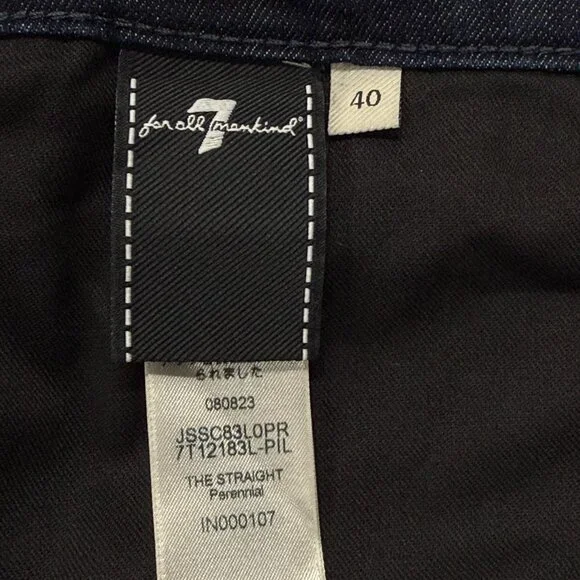 for all 7 mankind®
40
られました
080823
JSSC83L0PR
7T12183L-PIL
THE STRAIGHT
Perennial
IN000107